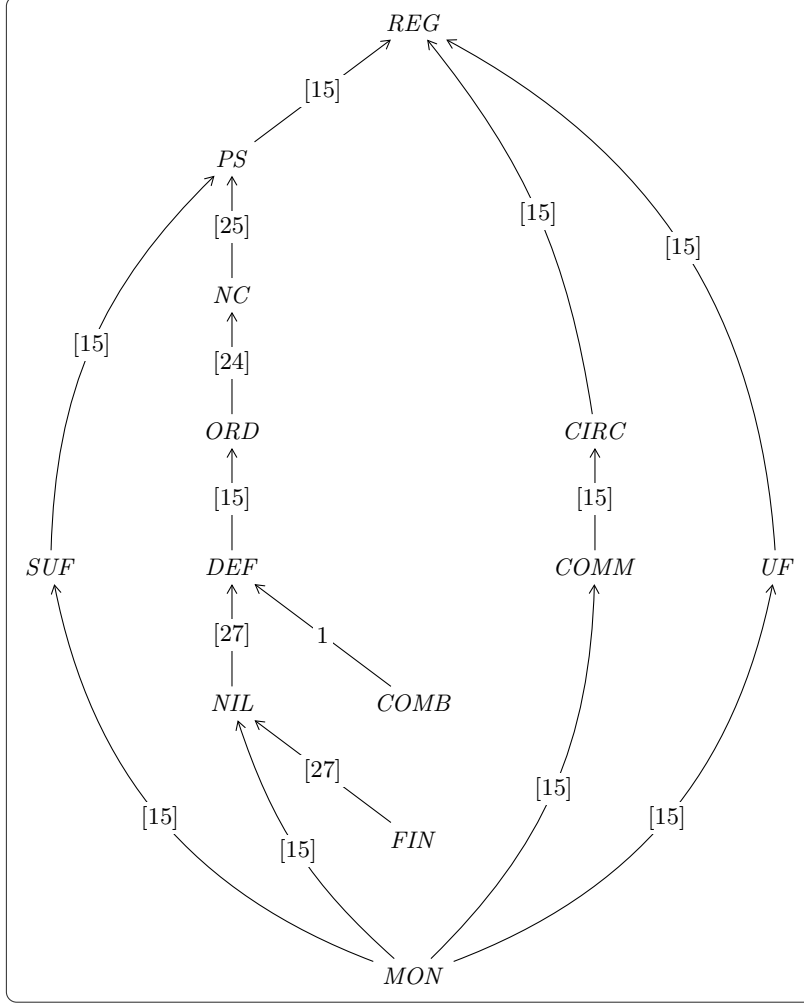 REG
[15]
PS
[15]
[25]
[15]
NC
[15]
[24]
ORD CIRC
[15] [15]
SUF DEF COMM UF
[27] 1
NIL COMB
[27]
[15]
[15] [15]
FIN
[15]
MON